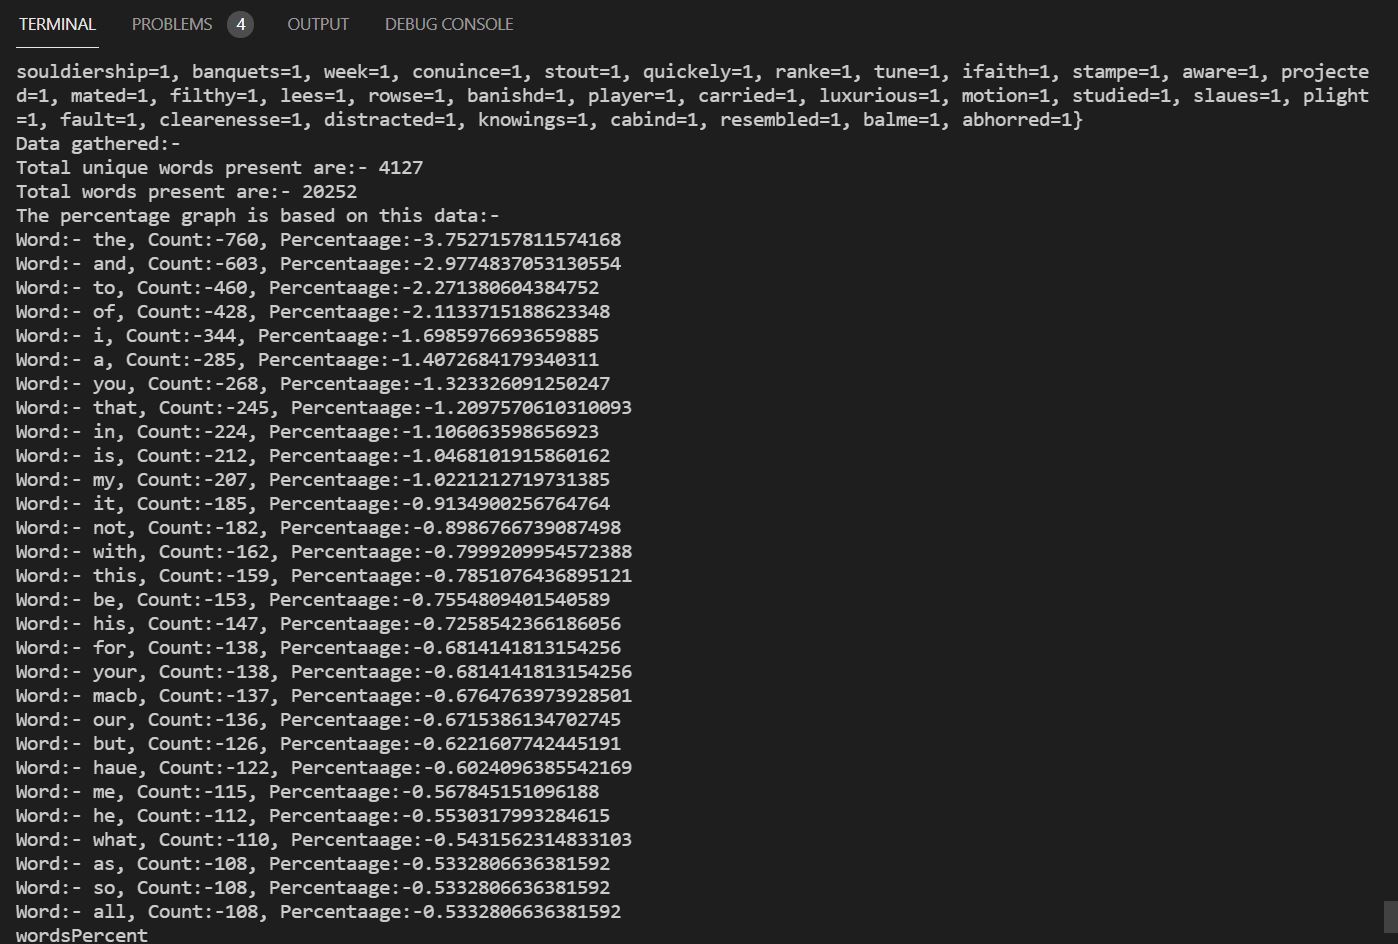 TERMINAL PROBLEMS 4 OUTPUT DEBUG CONSOLE
souldiership=1, banquets=1, week=1, conuince=1, stout=1, quickely=1, ranke=1, tune=1, ifaith=1, stampe=1, aware=1, projecte
d=1, mated=1, filthy=1, lees=1, rowse=1, banishd=1, player=1, carried=1, luxurious=1, motion=1, studied=1, slaues=1, plight
=1, fault=1, clearenesse=1, distracted=1, knowings=1, cabind=1, resembled=1, balme=1, abhorred=1}
Data gathered:-
Total unique words present are:- 4127
Total words present are:- 20252
The percentage graph is based on this data:-
Word:- the, Count:-760, Percentaage:-3.7527157811574168
Word:- and, Count:-603, Percentaage:-2.9774837053130554
Word:- to, Count:-460, Percentaage:-2.271380604384752
Word:- of, Count:-428, Percentaage:-2.1133715188623348
Word:- i, Count:-344, Percentaage:-1.6985976693659885
Word:- a, Count:-285, Percentaage:-1.4072684179340311
Word:- you, Count:-268, Percentaage:-1.323326091250247
Word:- that, Count:-245, Percentaage:-1.2097570610310093
Word:- in, Count:-224, Percentaage:-1.106063598656923
Word:- is, Count:-212, Percentaage:-1.0468101915860162
Word:- my, Count:-207, Percentaage:-1.0221212719731385
Word:- it, Count:-185, Percentaage:-0.9134900256764764
Word:- not, Count:-182, Percentaage:-0.8986766739087498
Word:- with, Count:-162, Percentaage:-0.7999209954572388
Word:- this, Count:-159, Percentaage:-0.7851076436895121
Word:- be, Count:-153, Percentaage:-0.7554809401540589
Word:- his, Count:-147, Percentaage:-0.7258542366186056
Word:- for, Count:-138, Percentaage:-0.6814141813154256
Word:- your, Count:-138, Percentaage:-0.6814141813154256
Word:- macb, Count:-137, Percentaage:-0.6764763973928501
Word:- our, Count:-136, Percentaage:-0.6715386134702745
Word:- but, Count:-126, Percentaage:-0.6221607742445191
Word:- haue, Count:-122, Percentaage:-0.6024096385542169
Word:- me, Count:-115, Percentaage:-0.567845151096188
Word:- he, Count:-112, Percentaage:-0.5530317993284615
Word:- what, Count:-110, Percentaage:-0.5431562314833103
Word:- as, Count:-108, Percentaage:-0.5332806636381592
Word:- so, Count:-108, Percentaage:-0.5332806636381592
Word:- all, Count:-108, Percentaage:-0.5332806636381592
wordsPercent